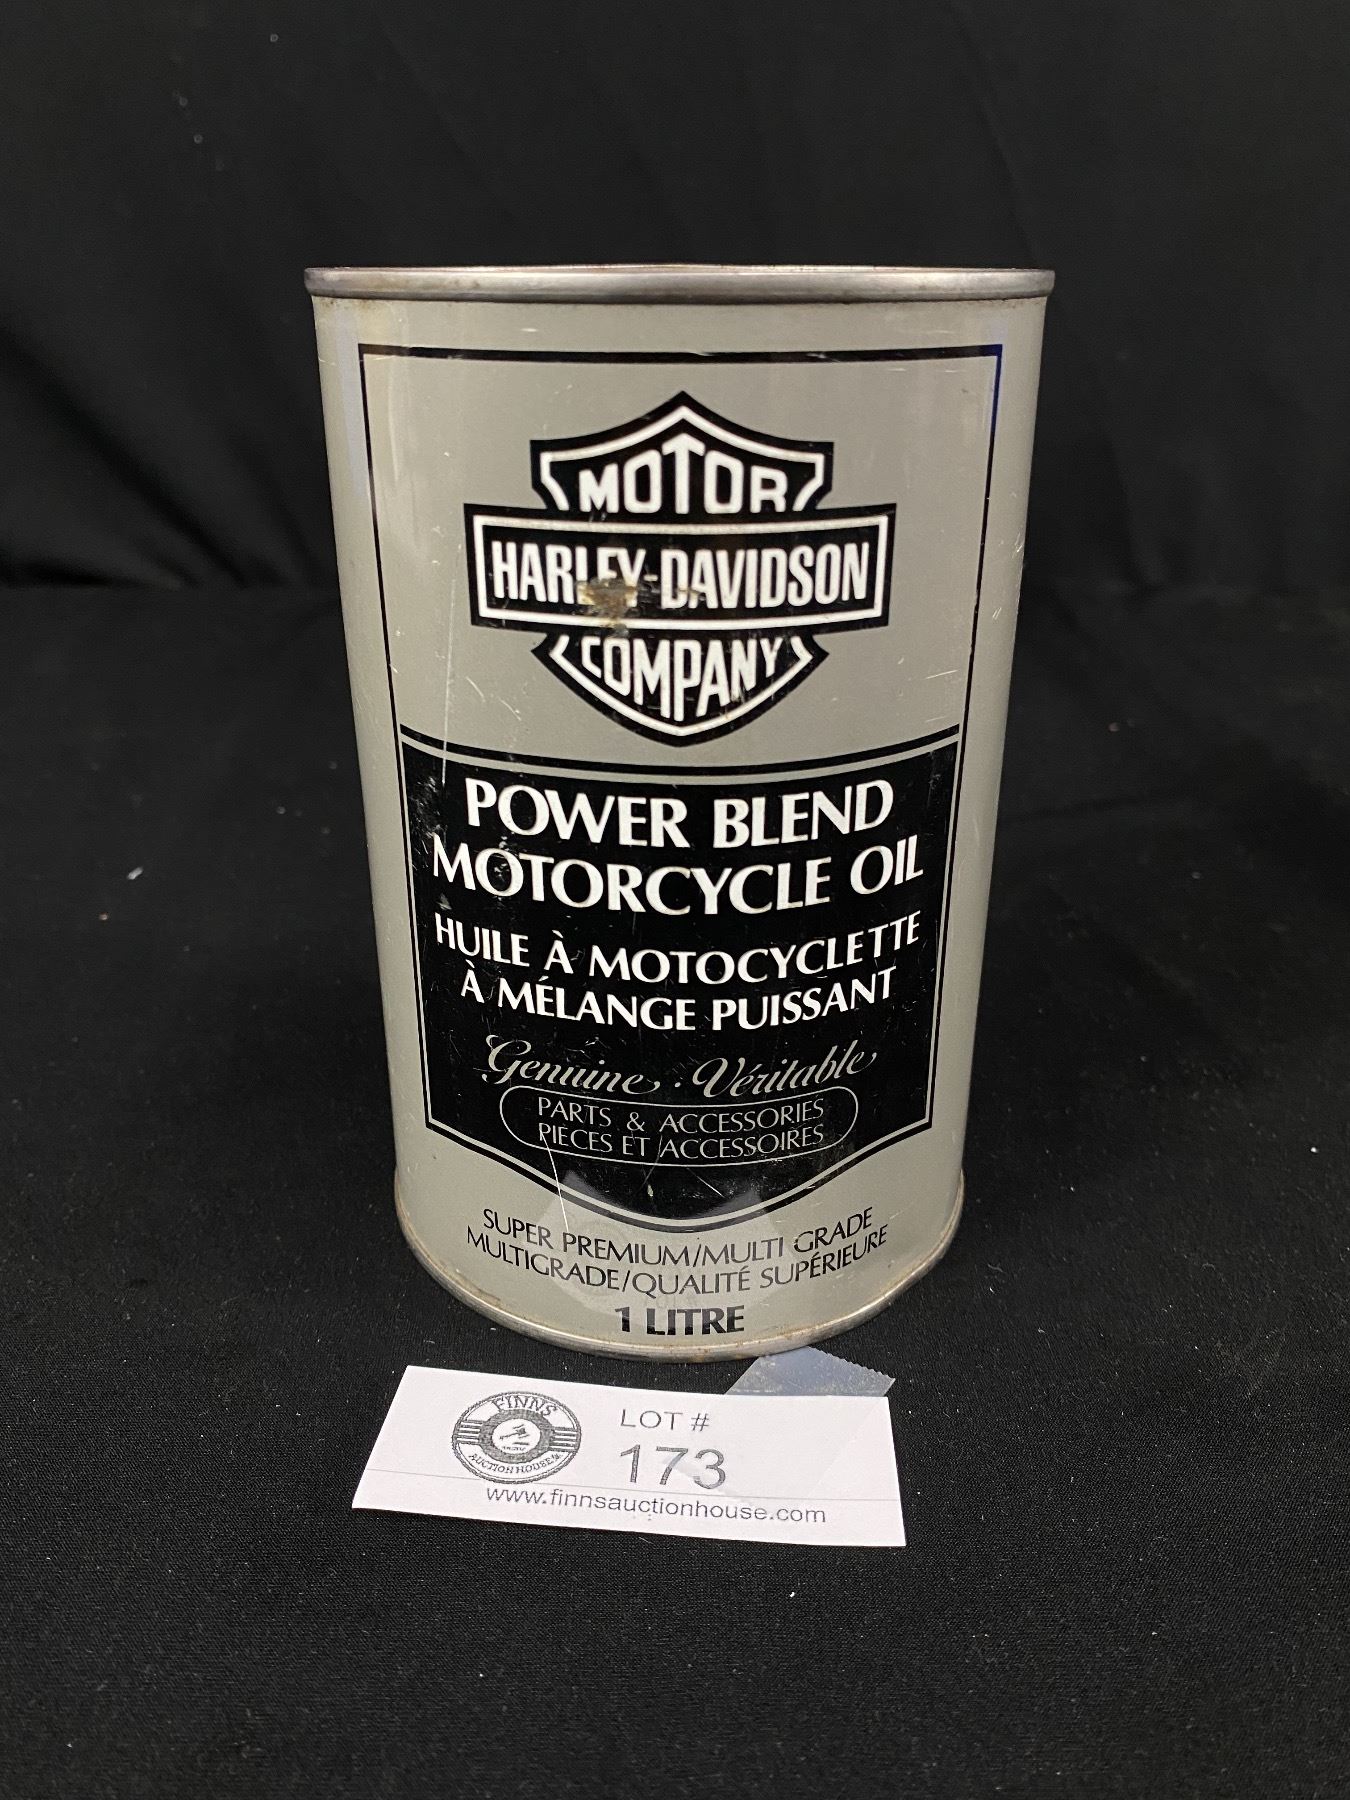 MOTOR
HARLEY-DAVIDSON
COMPANY
POWER BLEND
MOTORCYCLE OIL
HUILE À MOTOCYCLETTE
À MÉLANGE PUISSANT
Genuine · Véritable
PARTS & ACCESSORIES
PIÈCES ET ACCESSOIRES
SUPER PREMIUM/MULTI GRADE
MULTIGRADE/QUALITÉ SUPÉRIEURE
1 LITRE
FINNS
AUCTION HOUSE
LOT #
173
www.finnsauctionhouse.com